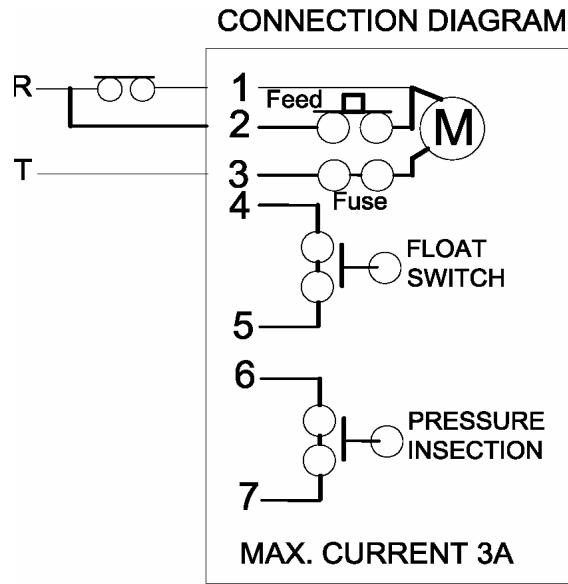 CONNECTION DIAGRAM
R
1
Feed
2
M
T
3
Fuse
4
FLOAT
SWITCH
5
6
PRESSURE
INSECTION
7
MAX. CURRENT 3A